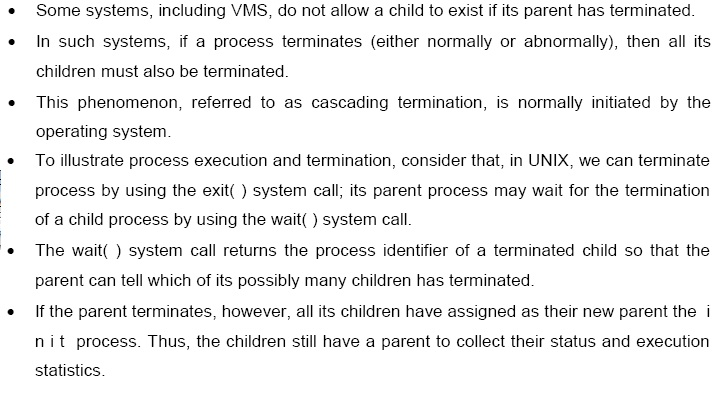 • Some systems, including VMS, do not allow a child to exist if its parent has terminated.
• In such systems, if a process terminates (either normally or abnormally), then all its
children must also be terminated.
• This phenomenon, referred to as cascading termination, is normally initiated by the
operating system.
• To illustrate process execution and termination, consider that, in UNIX, we can terminate
process by using the exit( ) system call; its parent process may wait for the termination
of a child process by using the wait( ) system call.
• The wait( ) system call returns the process identifier of a terminated child so that the
parent can tell which of its possibly many children has terminated.
• If the parent terminates, however, all its children have assigned as their new parent the i
n i t process. Thus, the children still have a parent to collect their status and execution
statistics.